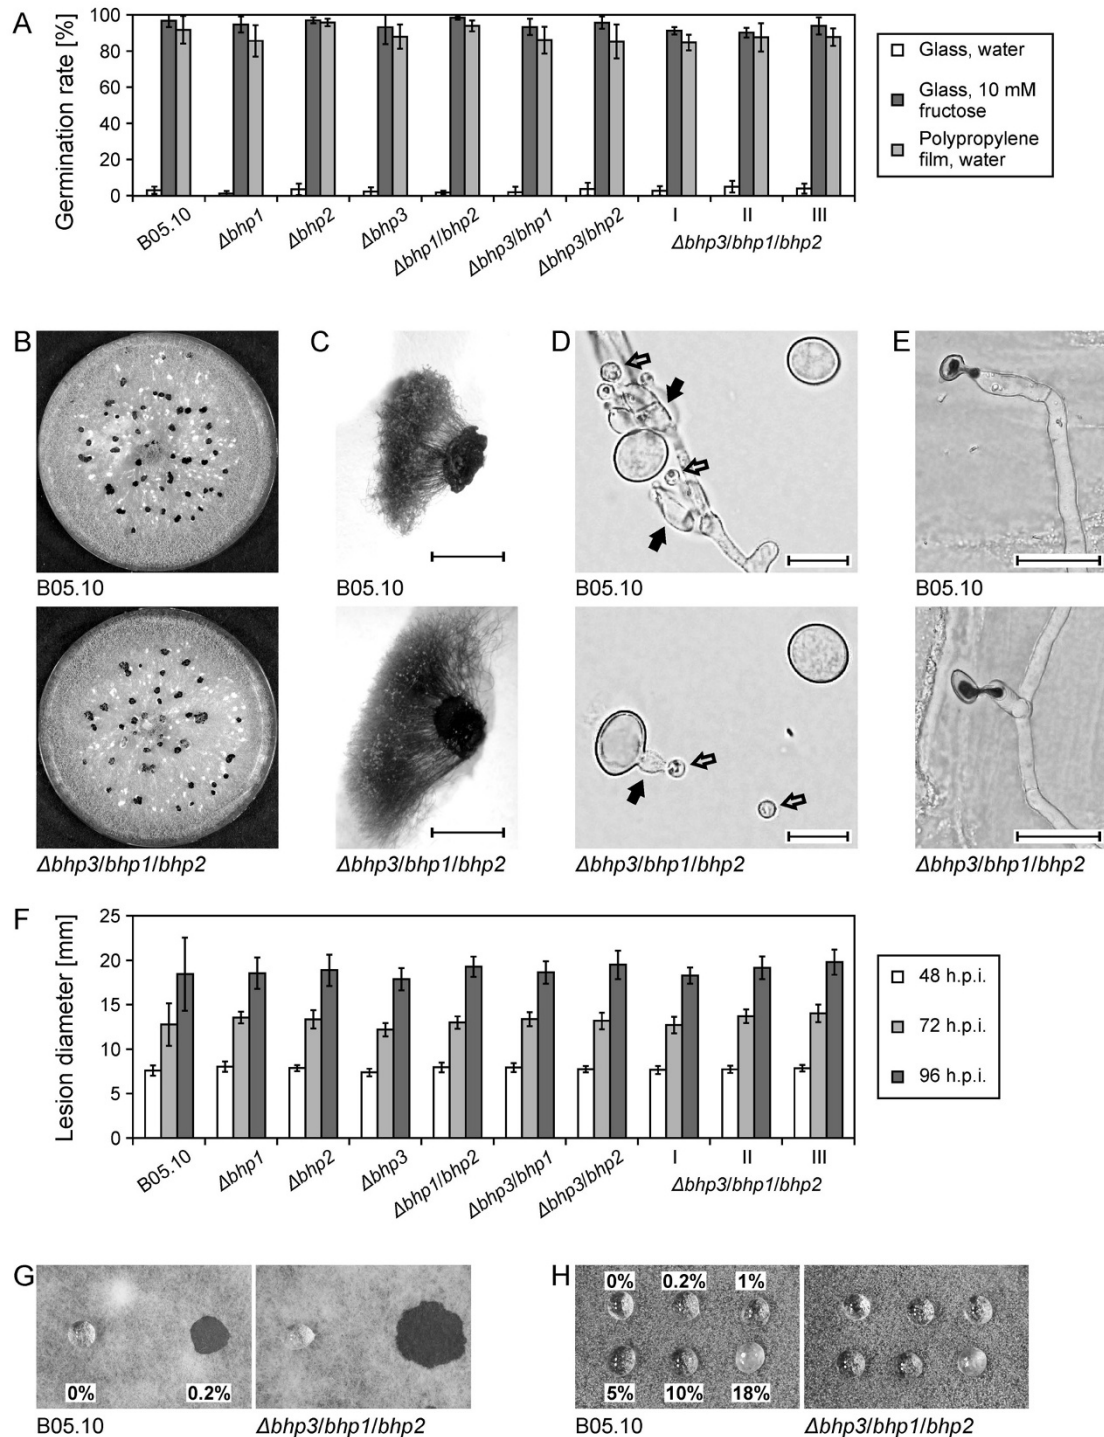 A
Germination rate [%]
100
80
60
40
20
0
B05.10
Δbhp1
Δbhp2
Δbhp3
Δbhp1/bhp2
Δbhp3/bhp1
Δbhp3/bhp2
I
II
III
Δbhp3/bhp1/bhp2
Glass, water
Glass, 10 mM
fructose
Polypropylene
film, water
B
C
D
E
B05.10
B05.10
B05.10
B05.10
Δbhp3/bhp1/bhp2
Δbhp3/bhp1/bhp2
Δbhp3/bhp1/bhp2
Δbhp3/bhp1/bhp2
F
Lesion diameter [mm]
25
20
15
10
5
0
B05.10
Δbhp1
Δbhp2
Δbhp3
Δbhp1/bhp2
Δbhp3/bhp1
Δbhp3/bhp2
I
II
III
Δbhp3/bhp1/bhp2
48 h.p.i.
72 h.p.i.
96 h.p.i.
G
0%
0.2%
B05.10
Δbhp3/bhp1/bhp2
H
0%
0.2%
1%
5%
10%
18%
B05.10
Δbhp3/bhp1/bhp2